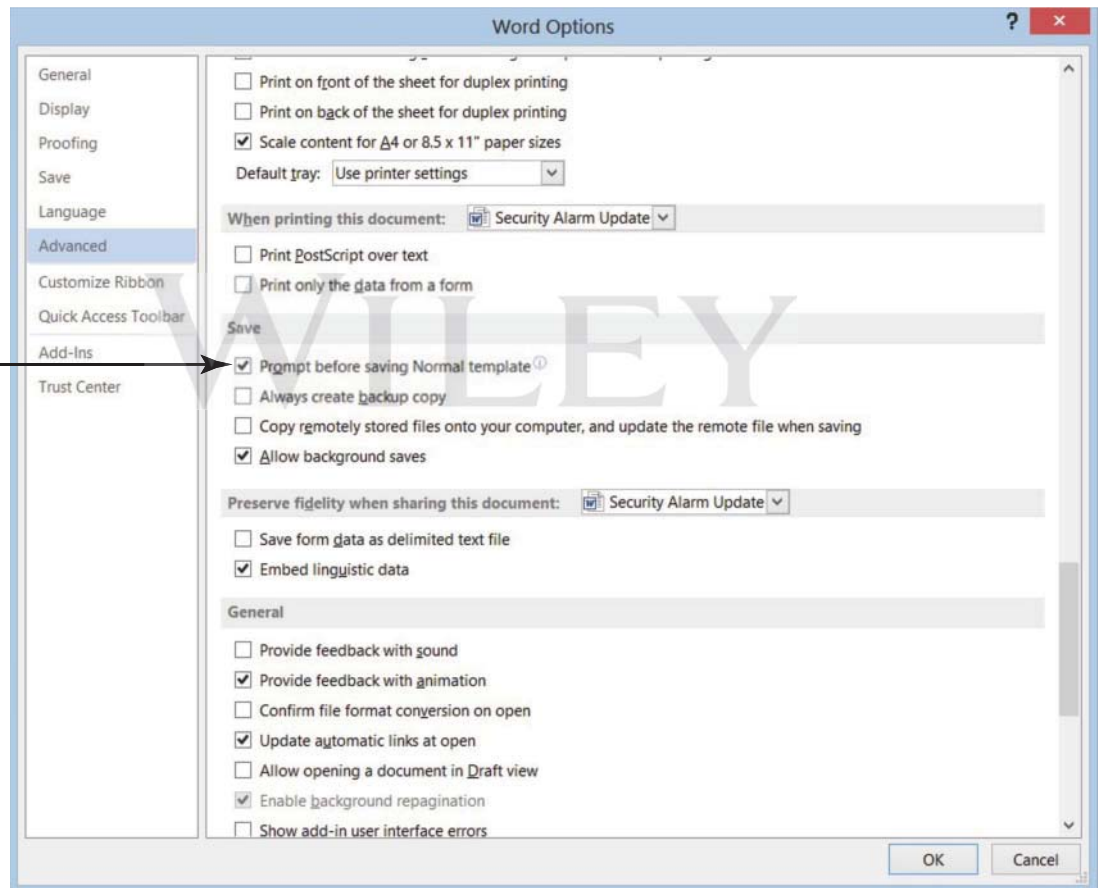 Word Options
?
×
General
Display
Proofing
Save
Language
Advanced
Customize Ribbon
Quick Access Toolbar
Add-Ins
Trust Center
Print on front of the sheet for duplex printing
Print on back of the sheet for duplex printing
Scale content for A4 or 8.5 x 11" paper sizes
Default tray: Use printer settings
When printing this document: Security Alarm Update
Print PostScript over text
Print only the data from a form
Save
Prompt before saving Normal template
Always create backup copy
Copy remotely stored files onto your computer, and update the remote file when saving
Allow background saves
Preserve fidelity when sharing this document: Security Alarm Update
Save form data as delimited text file
Embed linguistic data
General
Provide feedback with sound
Provide feedback with animation
Confirm file format conversion on open
Update automatic links at open
Allow opening a document in Draft view
Enable background repagination
Show add-in user interface errors
OK Cancel
WILEY